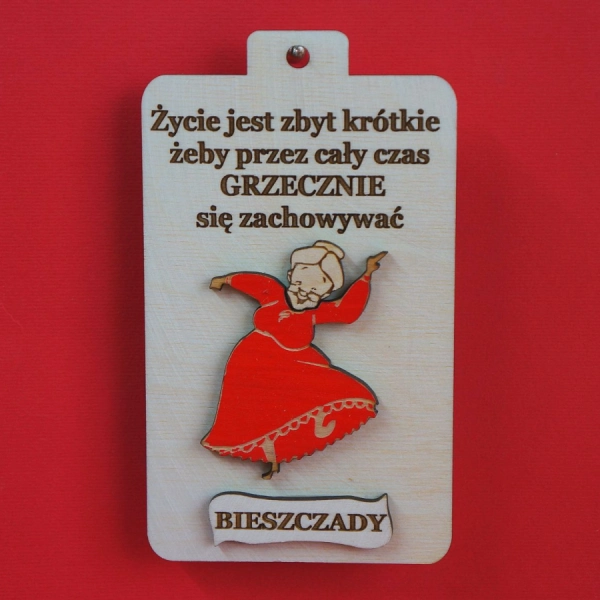 Życie jest zbyt krótkie
żeby przez cały czas
GRZECZNIE
się zachowywać
BIESZCZADY